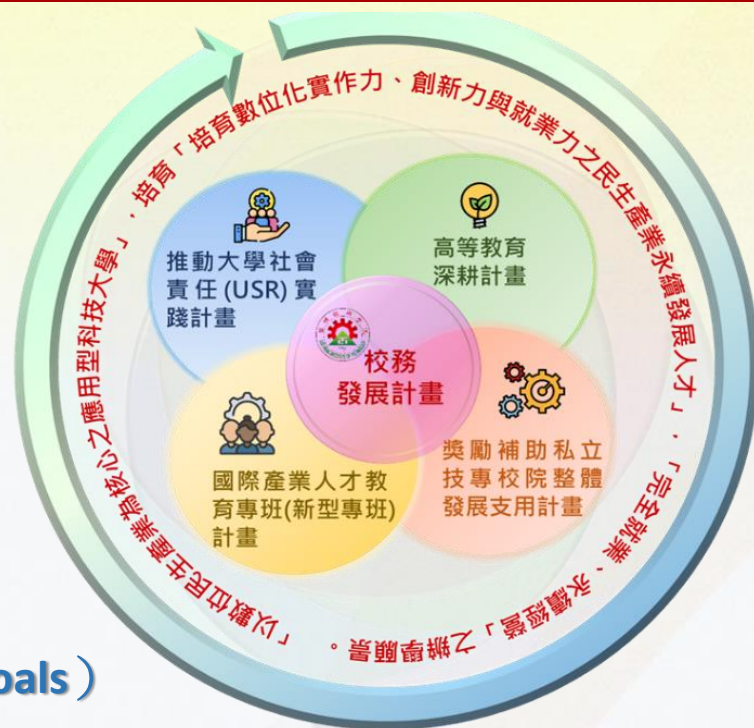 「以數位民生產業為核心之應用型科技大學」，培育「培育數位化實作力、創新力與就業力之民生產業永續發展人才」，「完全就業、永續經營」之辦學願景。
推動大學社會
責任(USR)實
踐計畫
高等教育
深耕計畫
校務
發展計畫
國際產業人才教
育專班(新型專班)
計畫
獎勵補助私立
技專校院整體
發展支用計畫
oals）